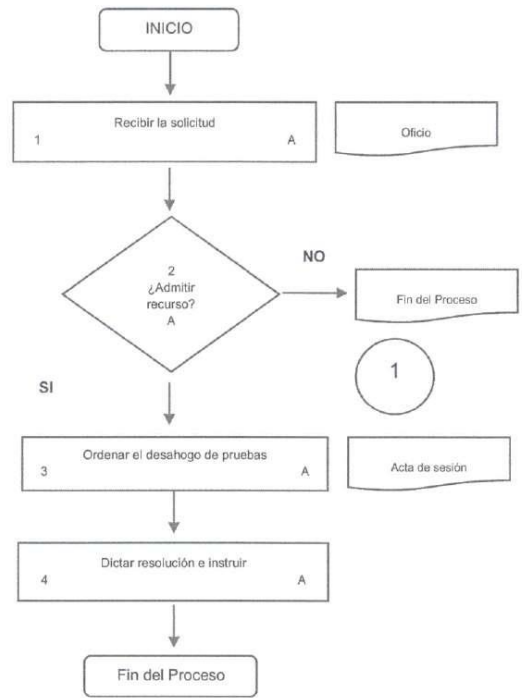 INICIO
Recibir la solicitud
1
A
Oficio
2
¿Admitir
recurso?
A
NO
Fin del Proceso
1
SI
Ordenar el desahogo de pruebas
3
A
Acta de sesión
Dictar resolución e instruir
4
A
Fin del Proceso